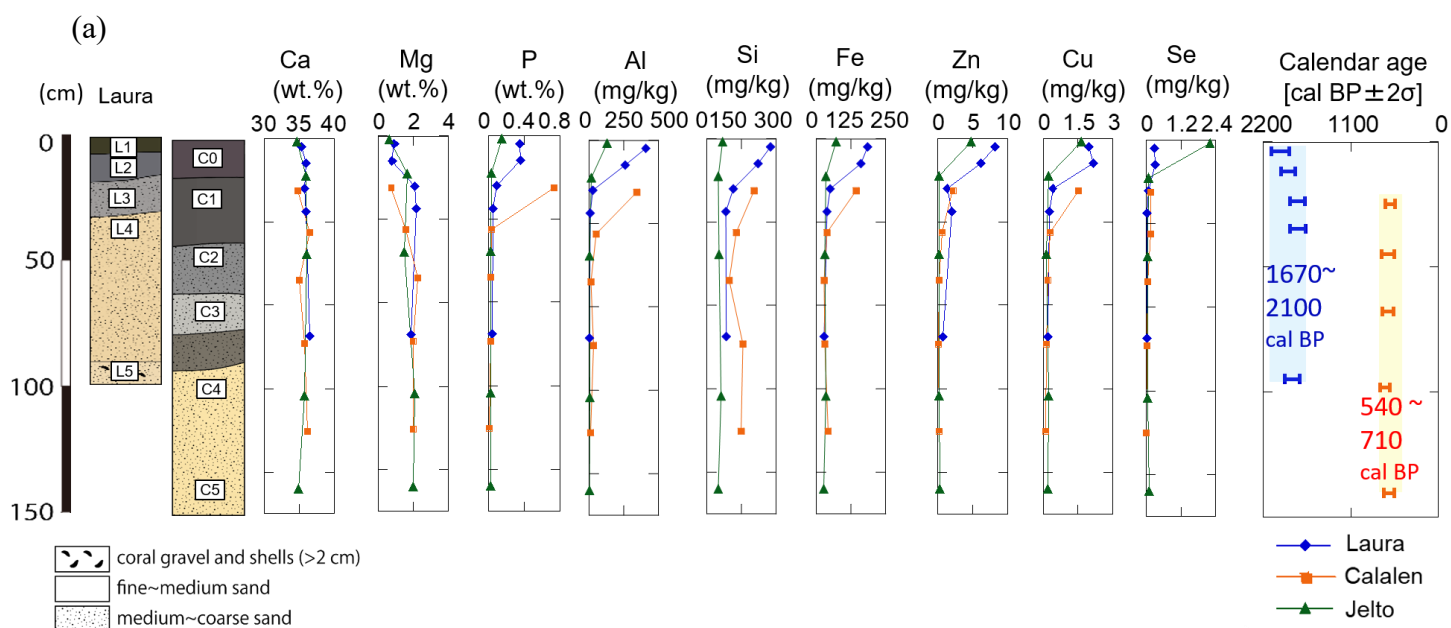 (a)
Ca Mg P Al Si Fe Zn Cu Se Calendar age
(cm) Laura (wt.%) (wt.%) (wt.%) (mg/kg) (mg/kg) (mg/kg) (mg/kg) (mg/kg) (mg/kg) [cal BP±2σ]
30 35 40 0 2 4 0 0.40 0.8 0 250 500 0 150 300 0 125 250 0 5 10 0 1.5 3 0 1.2 2.4 2200 1100 0
0
L1
L2
L3
L4
L5
C0
C1
C2
C3
C4
C5
50
100
150
1670~
2100
cal BP
540 ~
710
cal BP
coral gravel and shells (>2 cm)
fine~medium sand
medium~coarse sand
Laura
Calalen
Jelto